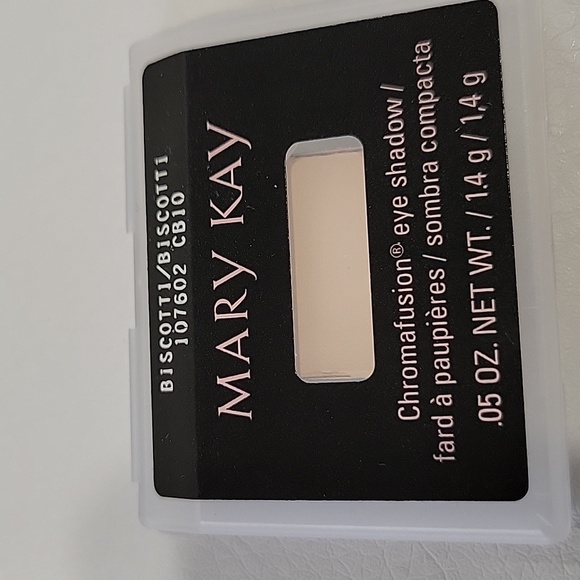 BISCOTTI/BISCOTTI
107602 CB10
MARY KAY
Chromafusion® eye shadow /
fard à paupières / sombra compacta
.05 OZ. NET WT. / 1.4 g / 1,4 g